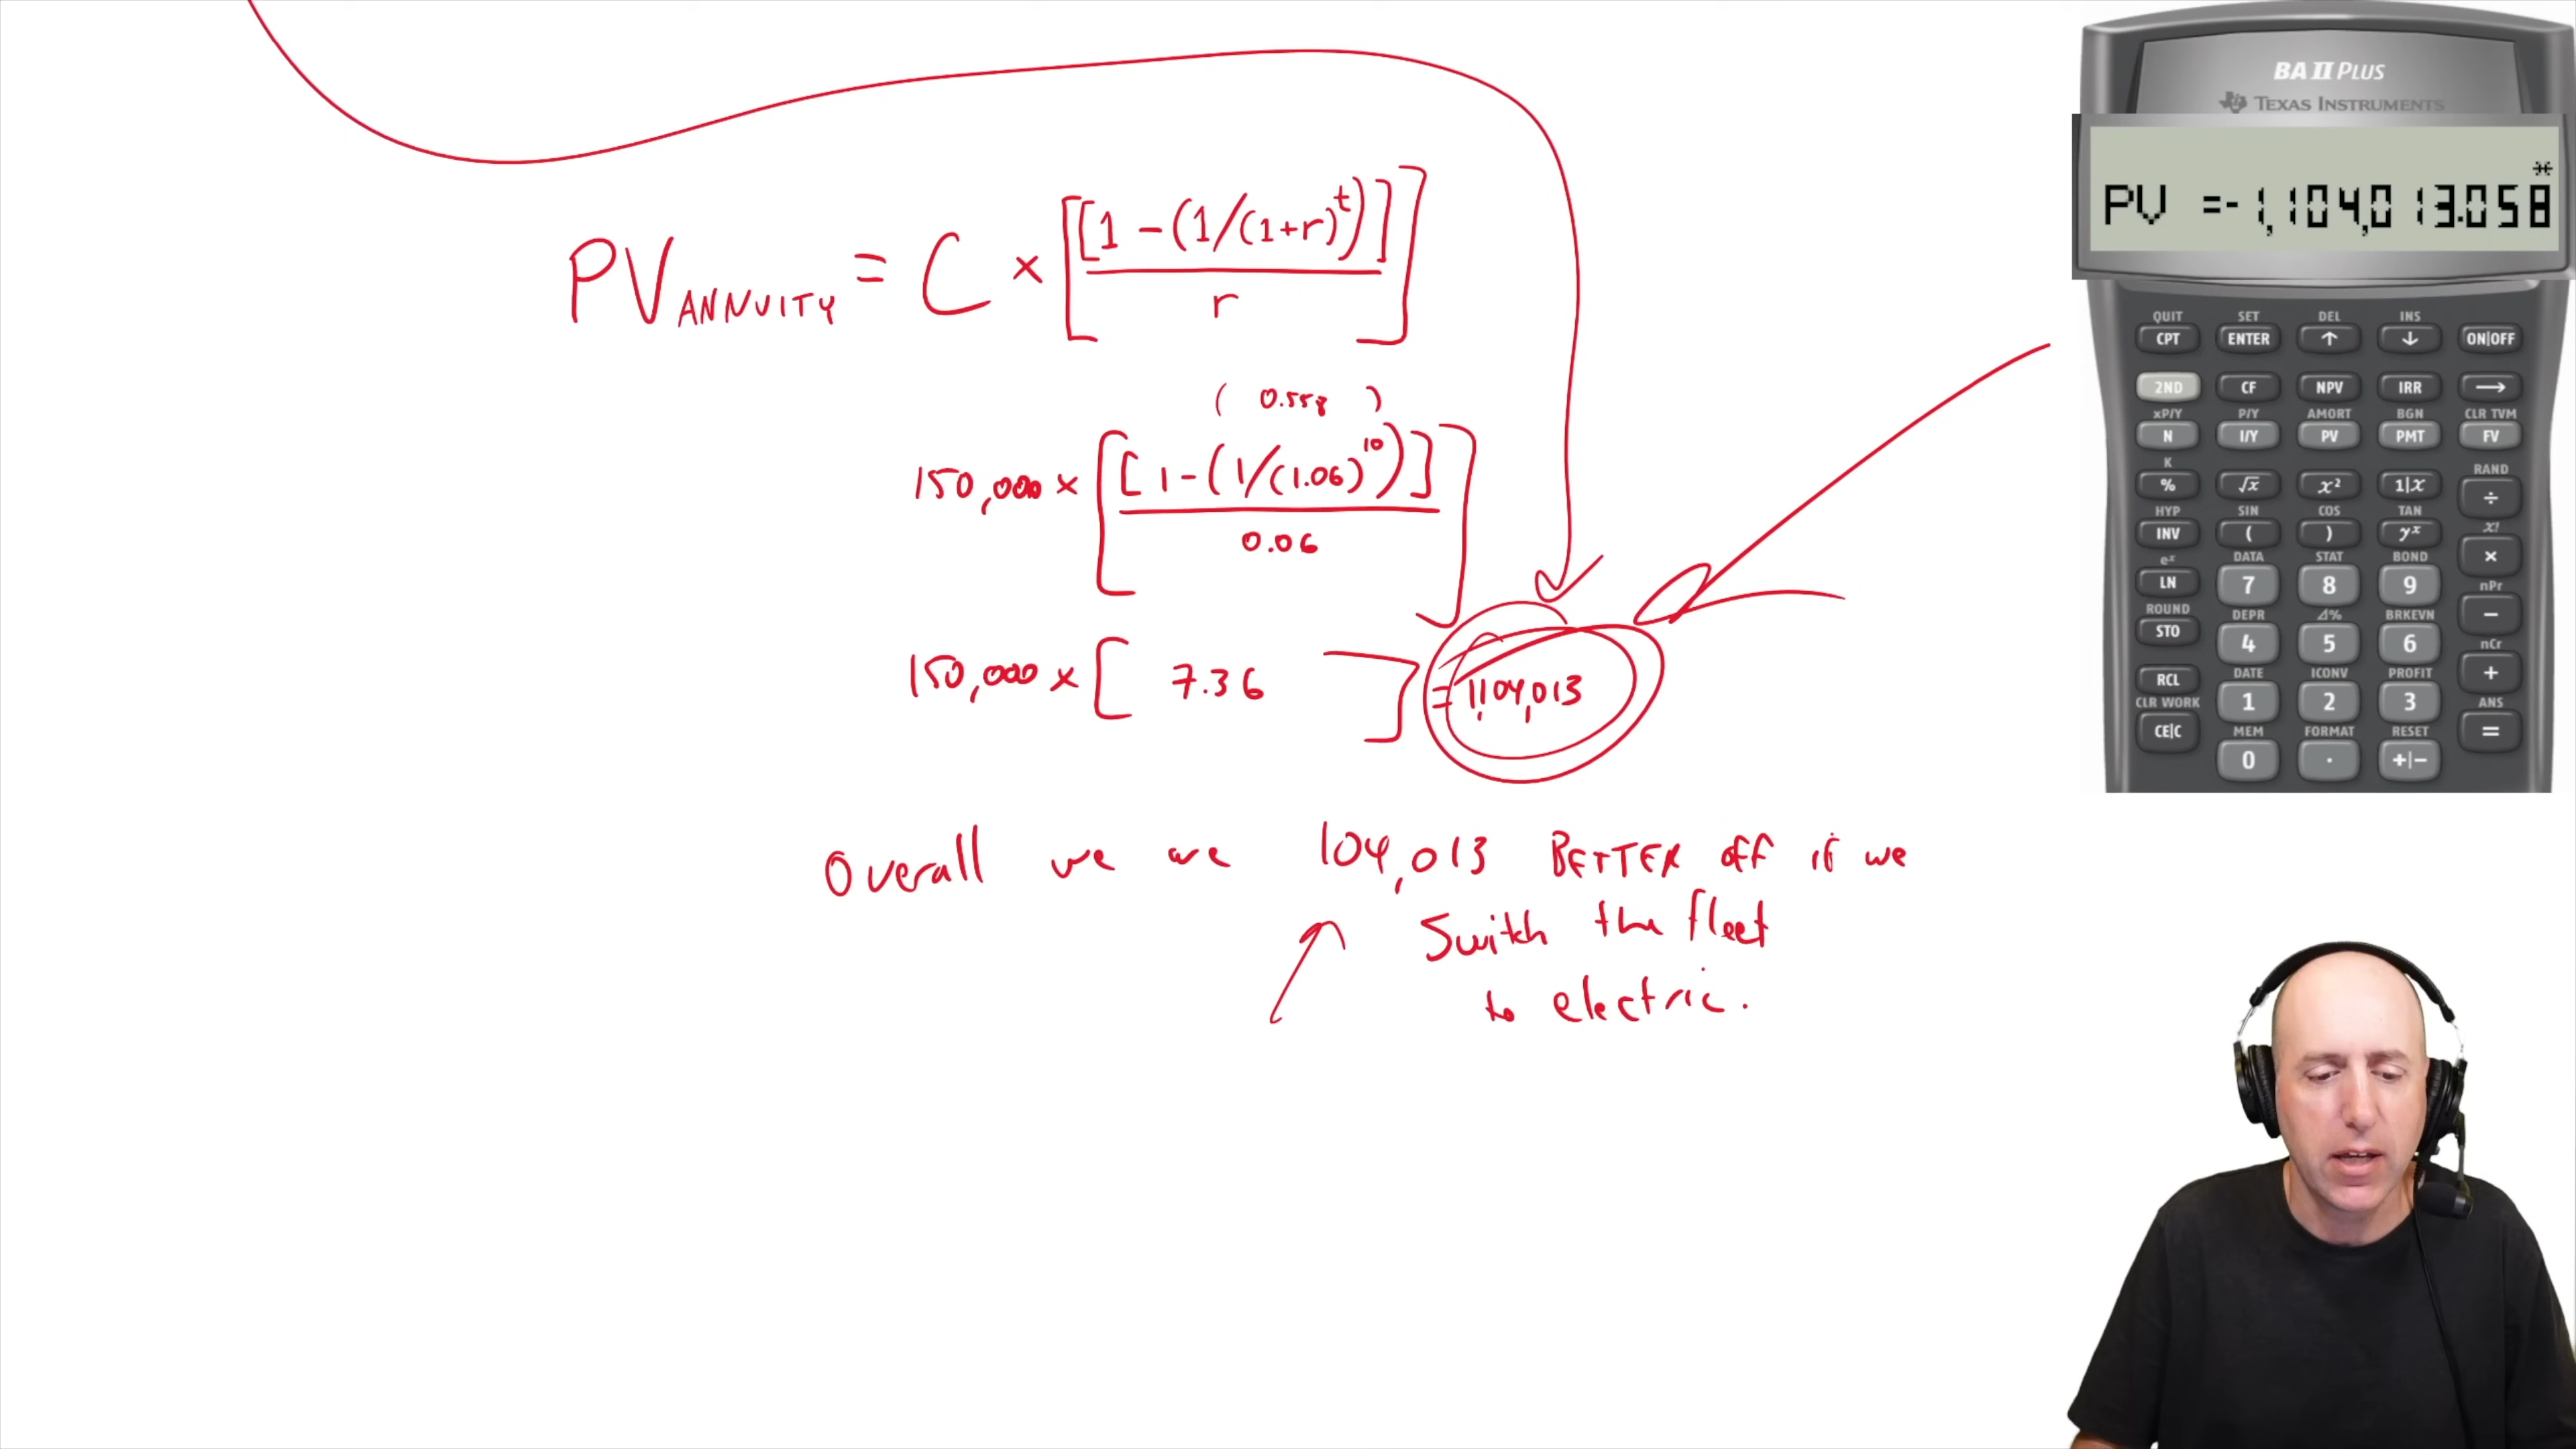 PV ANNUITY = C × [[1 - (1/(1+r)^t)]] / r
( 0.558 )
150,000 × [[1 - (1/(1.06)^10)]] / 0.06
150,000 × [ 7.36 ] = 1,104,013
Overall we are 104,013 BETTER off if we
Switch the fleet
to electric.
BA II PLUS
TEXAS INSTRUMENTS
*
PV =-1,104,013.058
QUIT SET DEL INS
CPT ENTER ↑ ↓ ON|OFF
2ND CF NPV IRR →
xP/Y P/Y AMORT BGN CLR TVM
N I/Y PV PMT FV
K RAND
% √x x² 1|x ÷
HYP SIN COS TAN x!
INV ( ) yˣ ×
eˣ DATA STAT BOND nPr
LN 7 8 9 −
ROUND DEPR Δ% BRKEVN nCr
STO 4 5 6 +
DATE ICONV PROFIT ANS
RCL 1 2 3 =
CLR WORK MEM FORMAT RESET
CE|C 0 . +|−